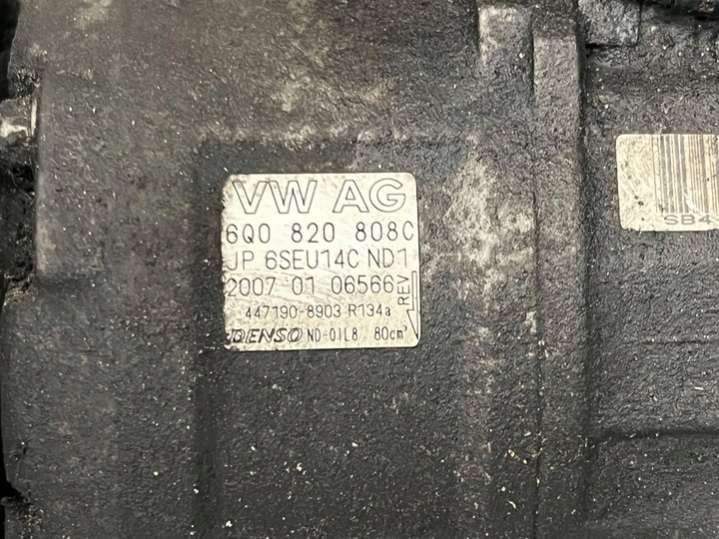 VW AG
6Q0 820 808C
JP 6SEU14C ND1
2007 01 06566
REV
447190-8903 R134a
DENSO ND-OIL8 80cm³
SB4